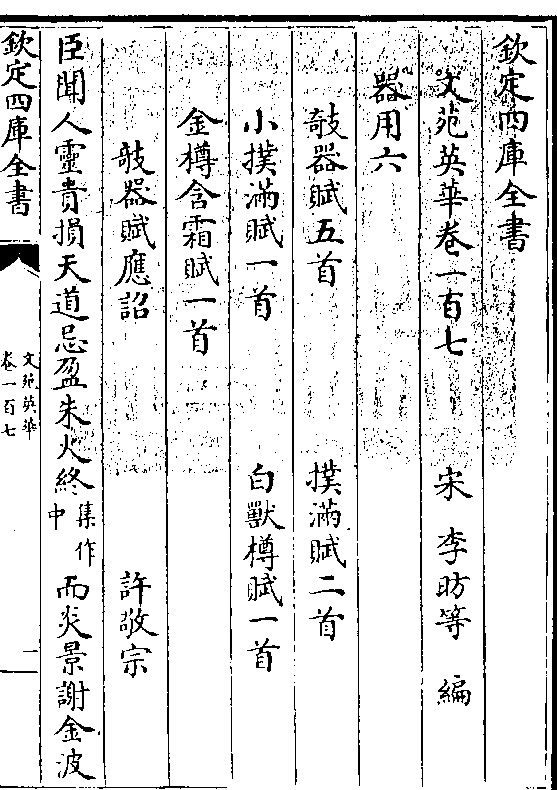 欽定四庫全書
文苑英華卷一百七 宋 李昉等 編
器用六
敧器賦五首 撲滿賦二首
小撲滿賦一首 白獸樽賦一首
金樽含霜賦一首
敧器賦應詔 許敬宗
臣聞人靈貴損天道忌盈朱火終集作中而炎景謝金波
欽定四庫全書 文苑英華卷一百七 一